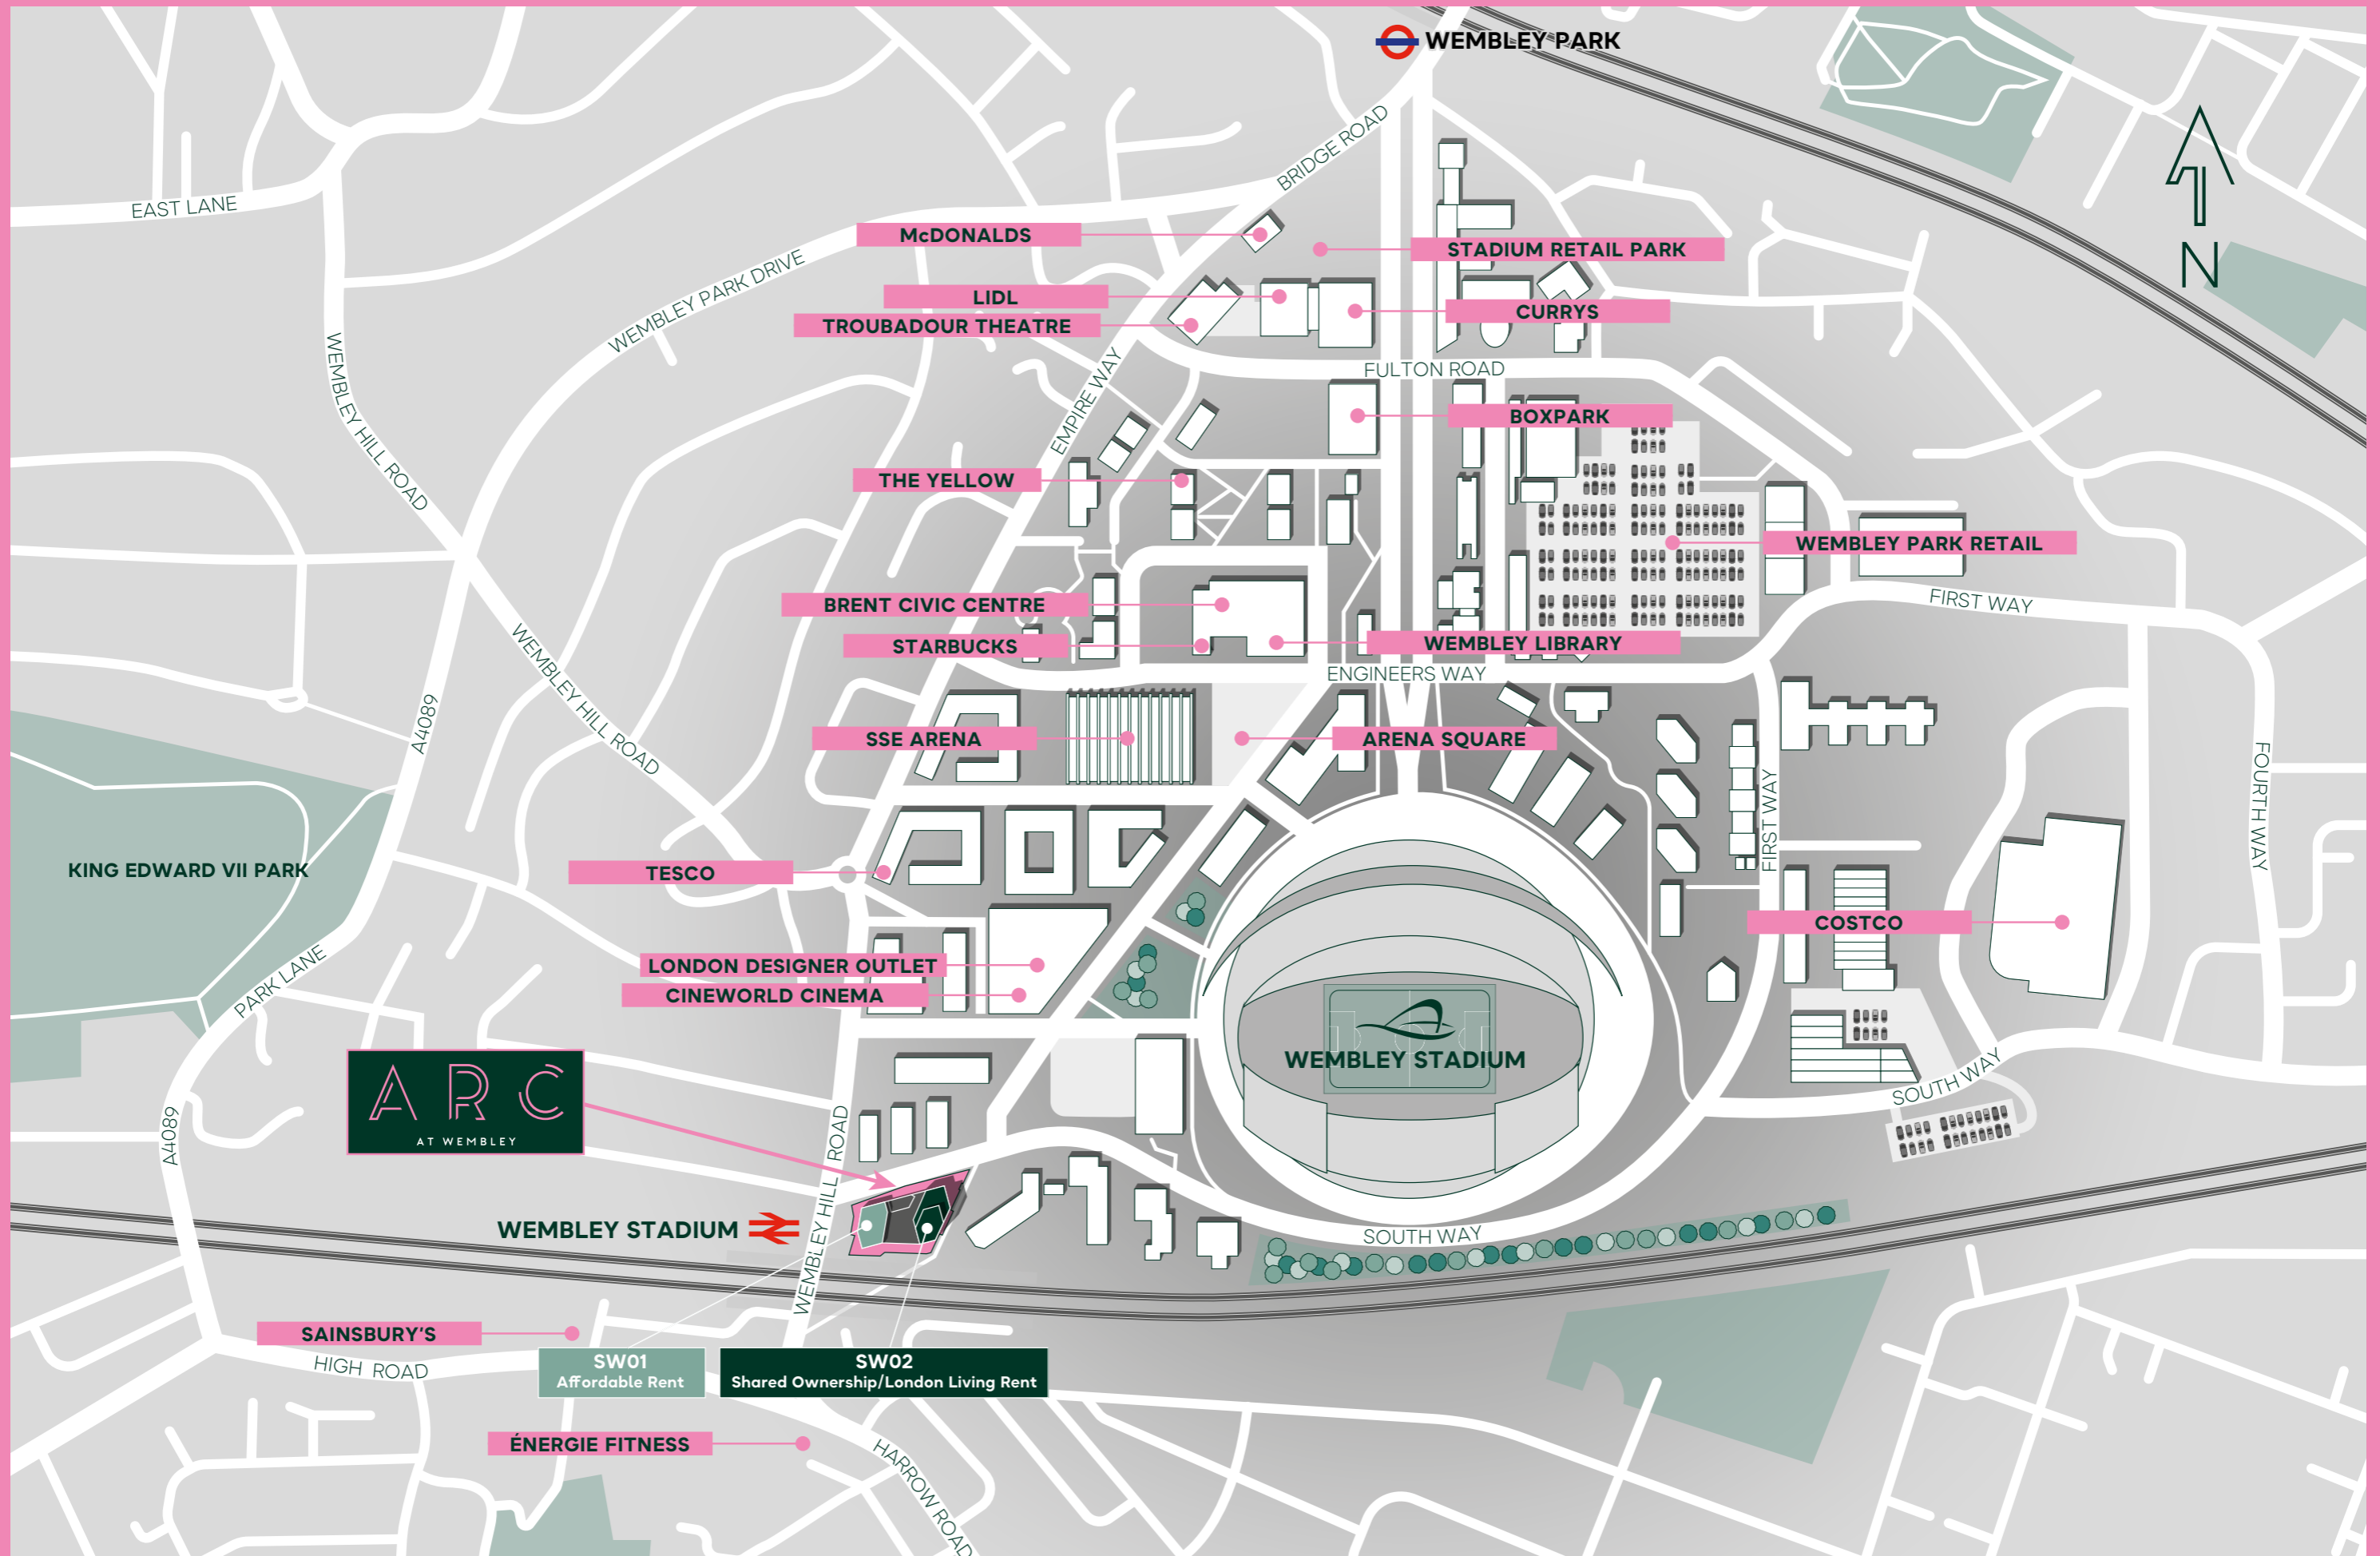 WEMBLEY PARK
BRIDGE ROAD
EAST LANE
McDONALDS
STADIUM RETAIL PARK
N
WEMBLEY PARK DRIVE
LIDL
CURRYS
TROUBADOUR THEATRE
WEMBLEY HILL ROAD
EMPIRE WAY
FULTON ROAD
BOXPARK
THE YELLOW
WEMBLEY PARK RETAIL
BRENT CIVIC CENTRE
FIRST WAY
STARBUCKS
WEMBLEY LIBRARY
ENGINEERS WAY
WEMBLEY HILL ROAD
A4089
SSE ARENA
ARENA SQUARE
FIRST WAY
FOURTH WAY
KING EDWARD VII PARK
TESCO
COSTCO
PARK LANE
LONDON DESIGNER OUTLET
CINEWORLD CINEMA
WEMBLEY STADIUM
ARC
AT WEMBLEY
A4089
WEMBLEY HILL ROAD
SOUTH WAY
WEMBLEY STADIUM
SOUTH WAY
WEMBLEY HILL ROAD
SAINSBURY'S
HIGH ROAD
SW01
Affordable Rent
SW02
Shared Ownership/London Living Rent
ÉNERGIE FITNESS
HARROW ROAD